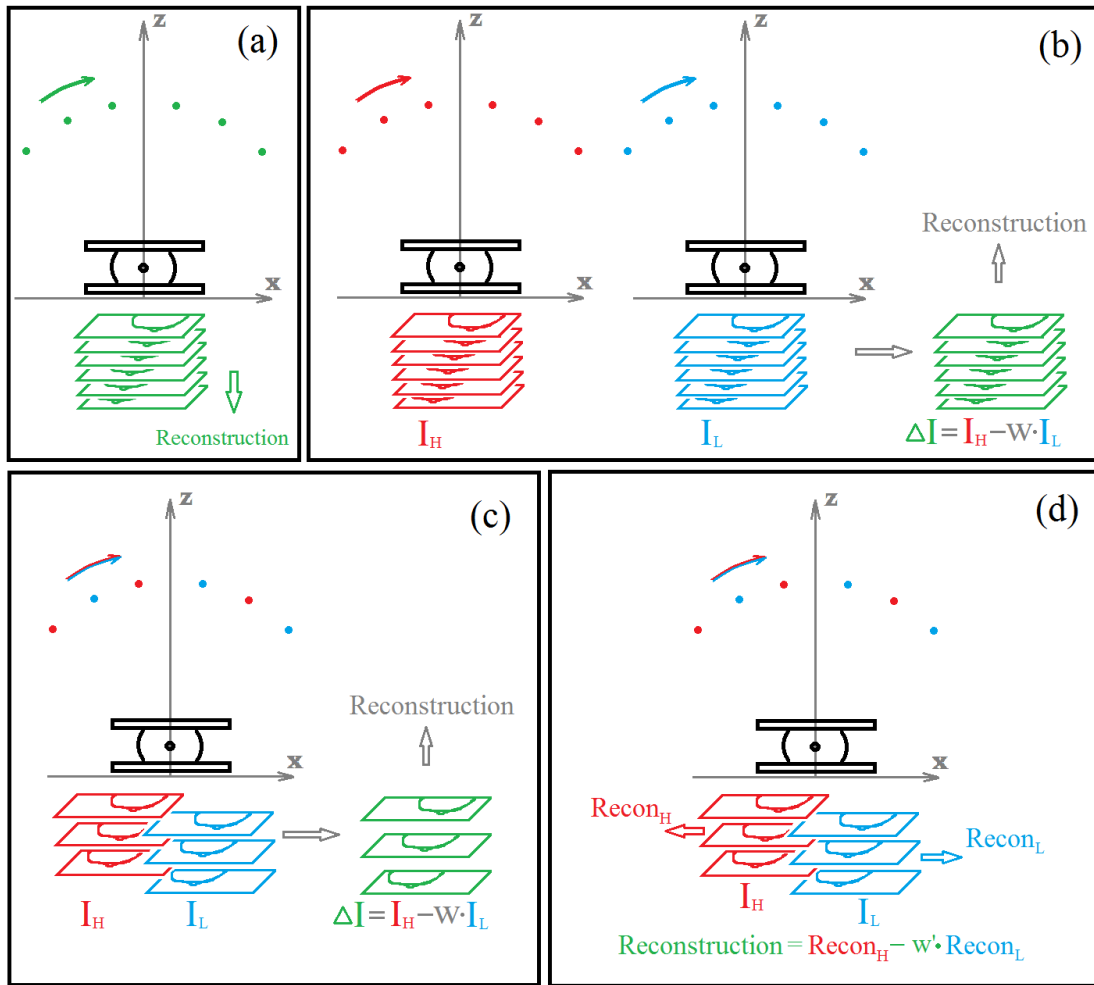 (a)
z
x
Reconstruction
(b)
z
x
I_H
z
x
I_L
Reconstruction
ΔI = I_H − w · I_L
(c)
z
x
I_H
I_L
Reconstruction
ΔI = I_H − w · I_L
(d)
z
x
Recon_H
Recon_L
I_H
I_L
Reconstruction = Recon_H − w' · Recon_L